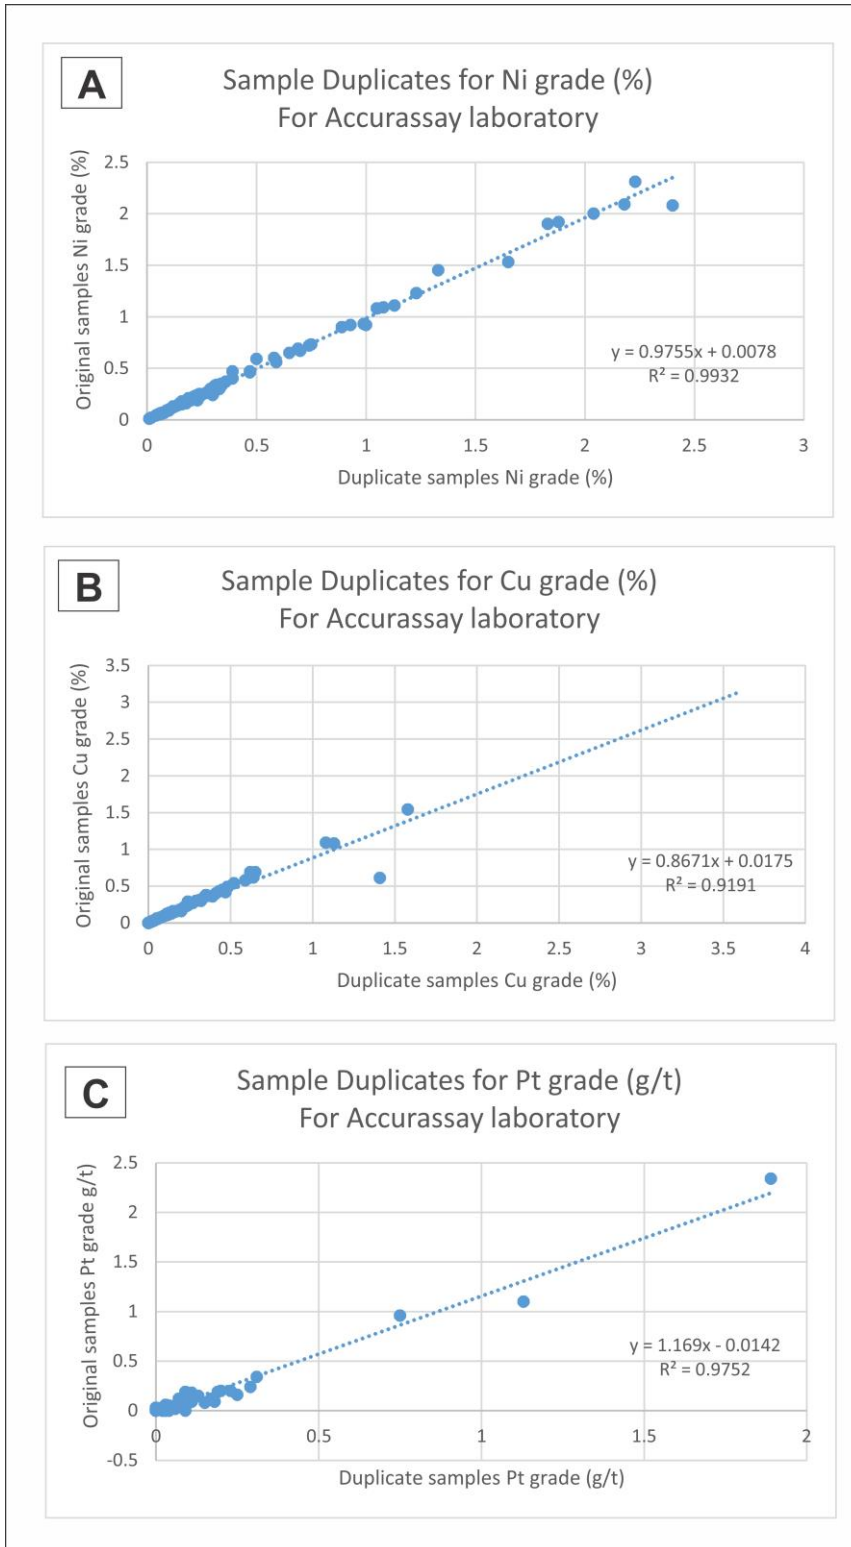 A
Sample Duplicates for Ni grade (%)
For Accurassay laboratory
Original samples Ni grade (%)
2.5
2
1.5
1
0.5
0
y = 0.9755x + 0.0078
R² = 0.9932
0 0.5 1 1.5 2 2.5 3
Duplicate samples Ni grade (%)
B
Sample Duplicates for Cu grade (%)
For Accurassay laboratory
Original samples Cu grade (%)
3.5
3
2.5
2
1.5
1
0.5
0
y = 0.8671x + 0.0175
R² = 0.9191
0 0.5 1 1.5 2 2.5 3 3.5 4
Duplicate samples Cu grade (%)
C
Sample Duplicates for Pt grade (g/t)
For Accurassay laboratory
Original samples Pt grade g/t)
2.5
2
1.5
1
0.5
0
-0.5
y = 1.169x - 0.0142
R² = 0.9752
0 0.5 1 1.5 2
Duplicate samples Pt grade (g/t)